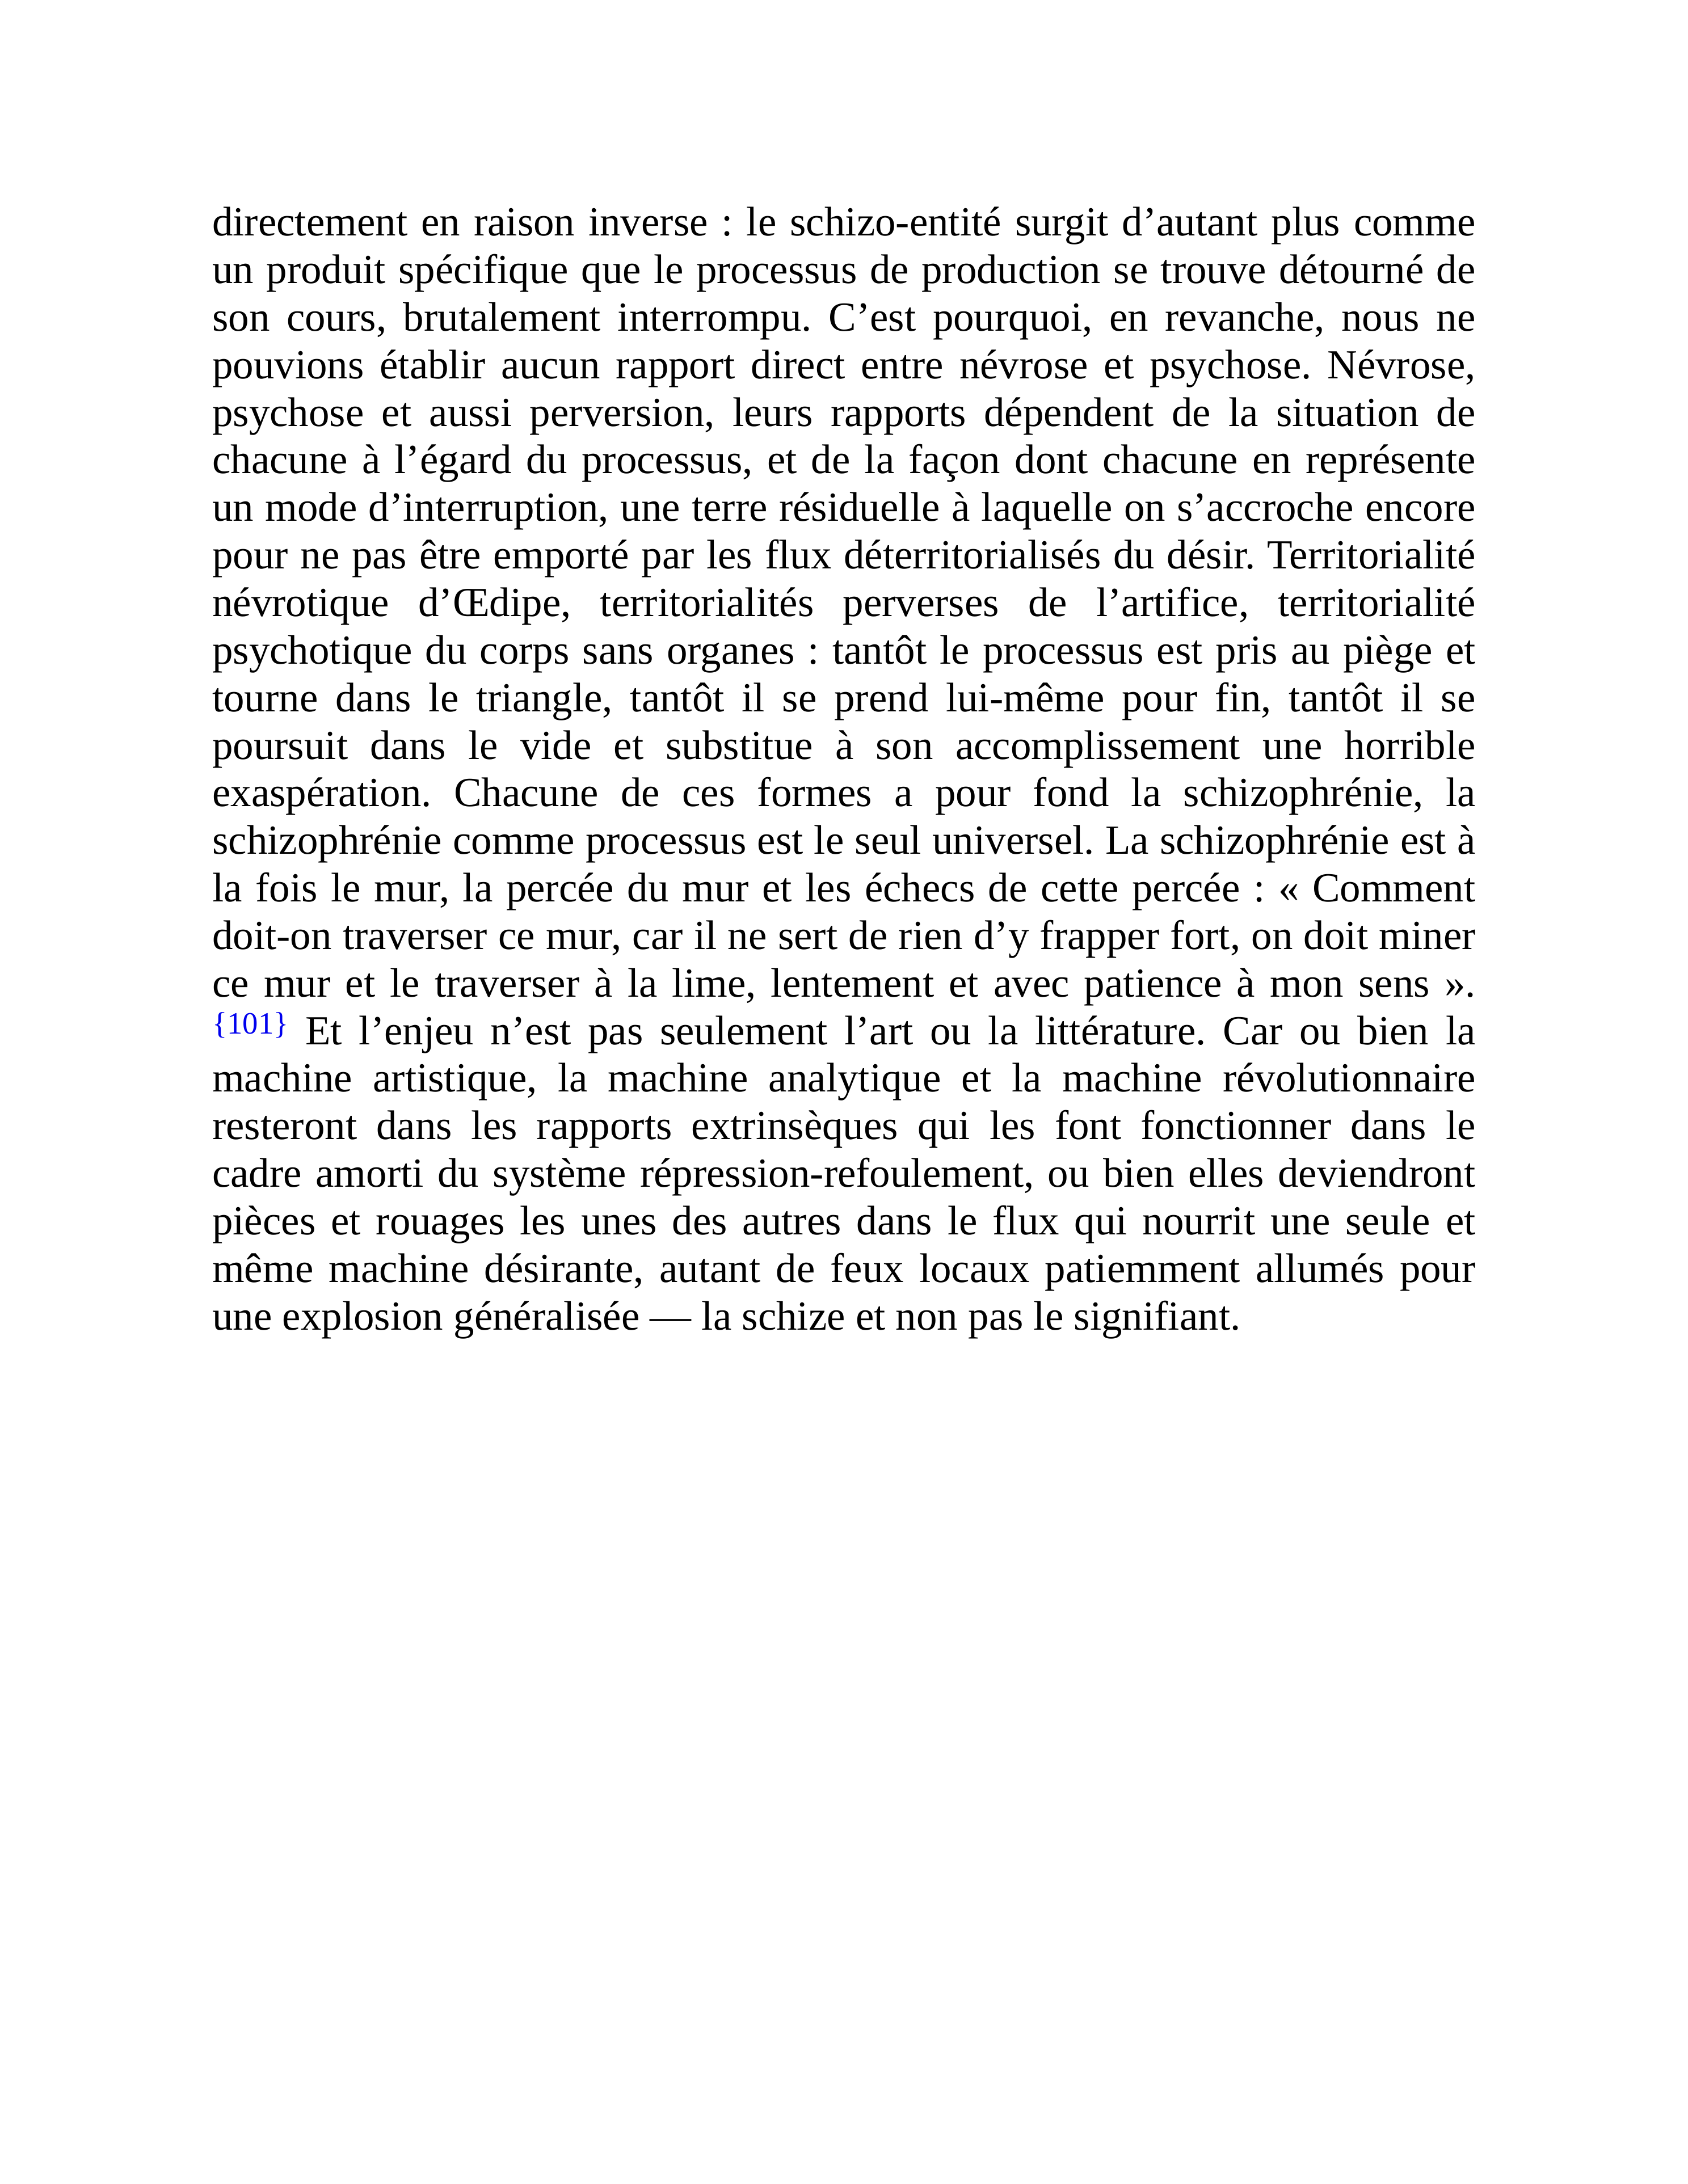 directement en raison inverse : le schizo-entité surgit d’autant plus comme
un produit spécifique que le processus de production se trouve détourné de
son cours, brutalement interrompu. C’est pourquoi, en revanche, nous ne
pouvions établir aucun rapport direct entre névrose et psychose. Névrose,
psychose et aussi perversion, leurs rapports dépendent de la situation de
chacune à l’égard du processus, et de la façon dont chacune en représente
un mode d’interruption, une terre résiduelle à laquelle on s’accroche encore
pour ne pas être emporté par les flux déterritorialisés du désir. Territorialité
névrotique d’Œdipe, territorialités perverses de l’artifice, territorialité
psychotique du corps sans organes : tantôt le processus est pris au piège et
tourne dans le triangle, tantôt il se prend lui-même pour fin, tantôt il se
poursuit dans le vide et substitue à son accomplissement une horrible
exaspération. Chacune de ces formes a pour fond la schizophrénie, la
schizophrénie comme processus est le seul universel. La schizophrénie est à
la fois le mur, la percée du mur et les échecs de cette percée : « Comment
doit-on traverser ce mur, car il ne sert de rien d’y frapper fort, on doit miner
ce mur et le traverser à la lime, lentement et avec patience à mon sens ».
{101} Et l’enjeu n’est pas seulement l’art ou la littérature. Car ou bien la
machine artistique, la machine analytique et la machine révolutionnaire
resteront dans les rapports extrinsèques qui les font fonctionner dans le
cadre amorti du système répression-refoulement, ou bien elles deviendront
pièces et rouages les unes des autres dans le flux qui nourrit une seule et
même machine désirante, autant de feux locaux patiemment allumés pour
une explosion généralisée — la schize et non pas le signifiant.